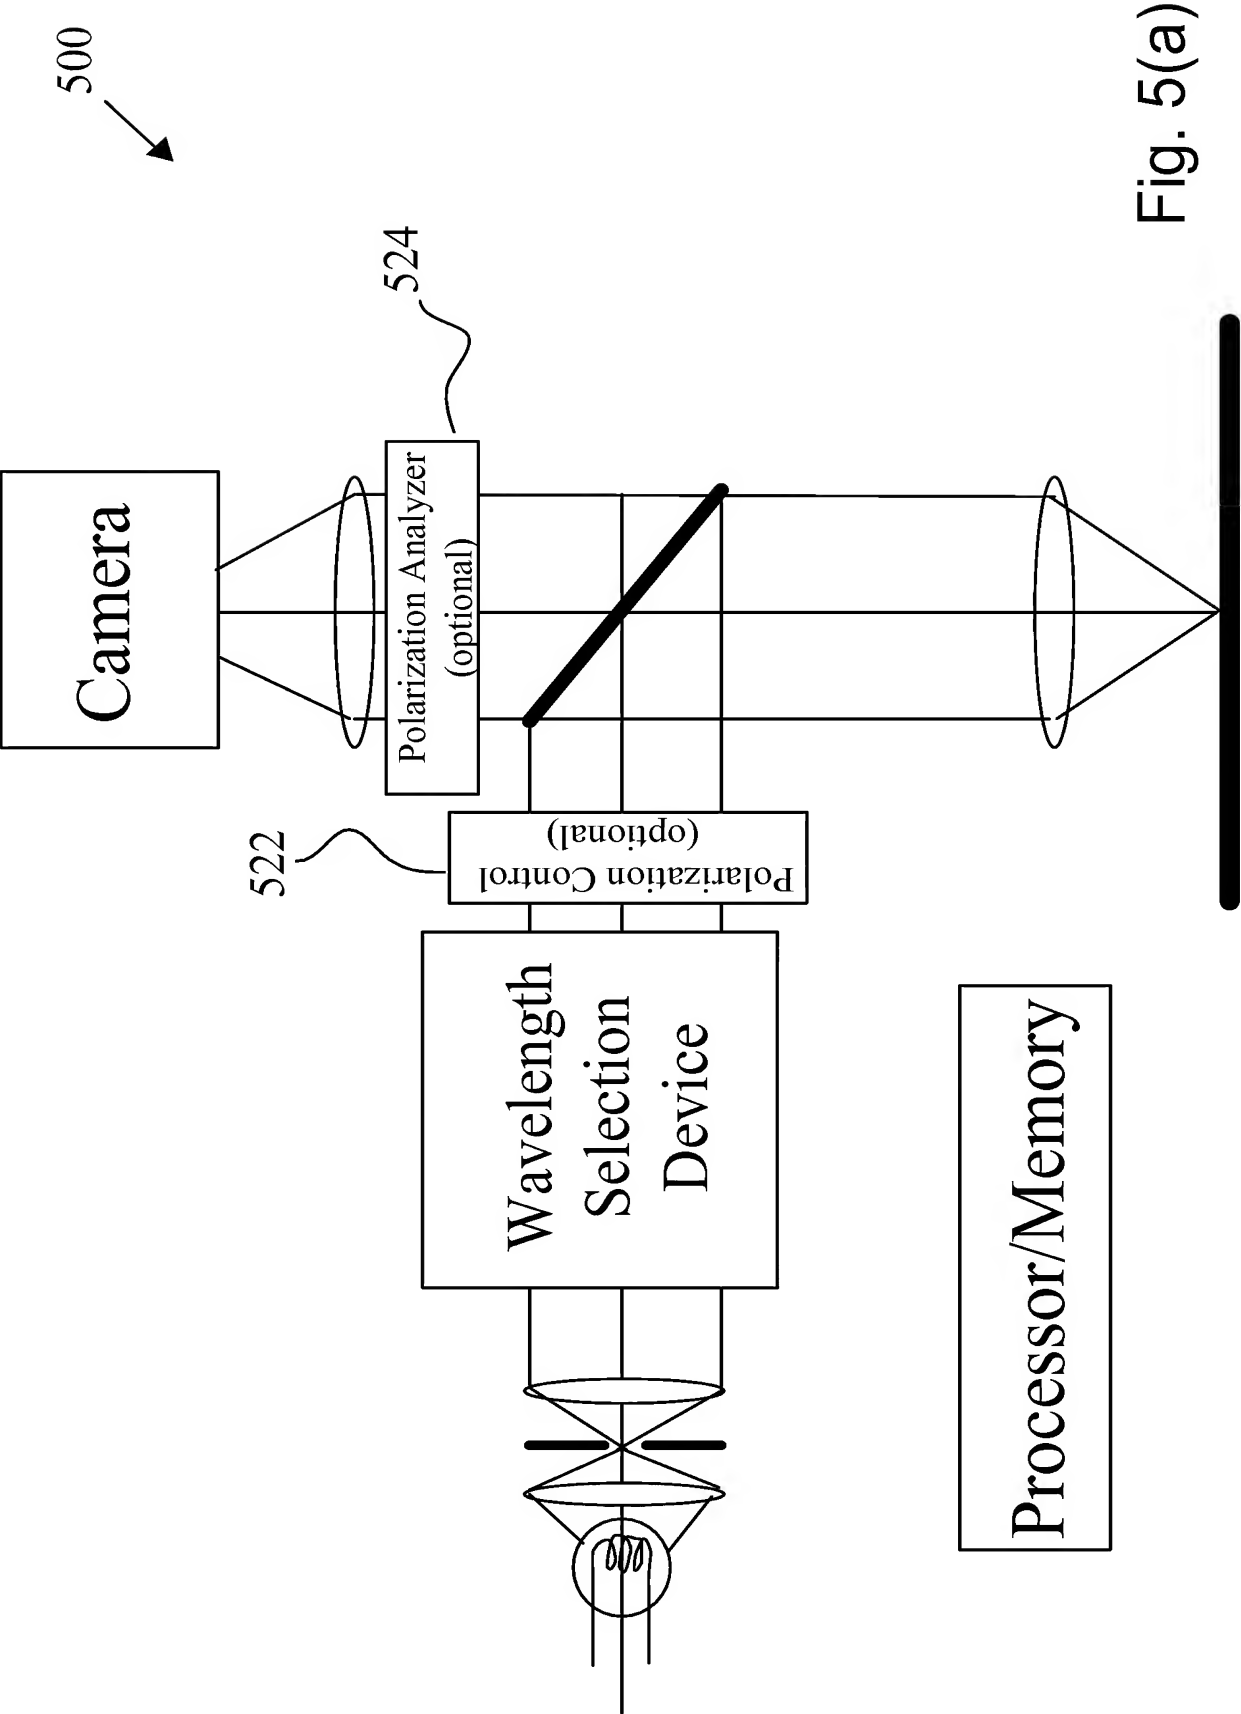 500
Camera
524
Polarization Analyzer
(optional)
522
Polarization Control
(optional)
Wavelength
Selection
Device
Processor/Memory
Fig. 5(a)